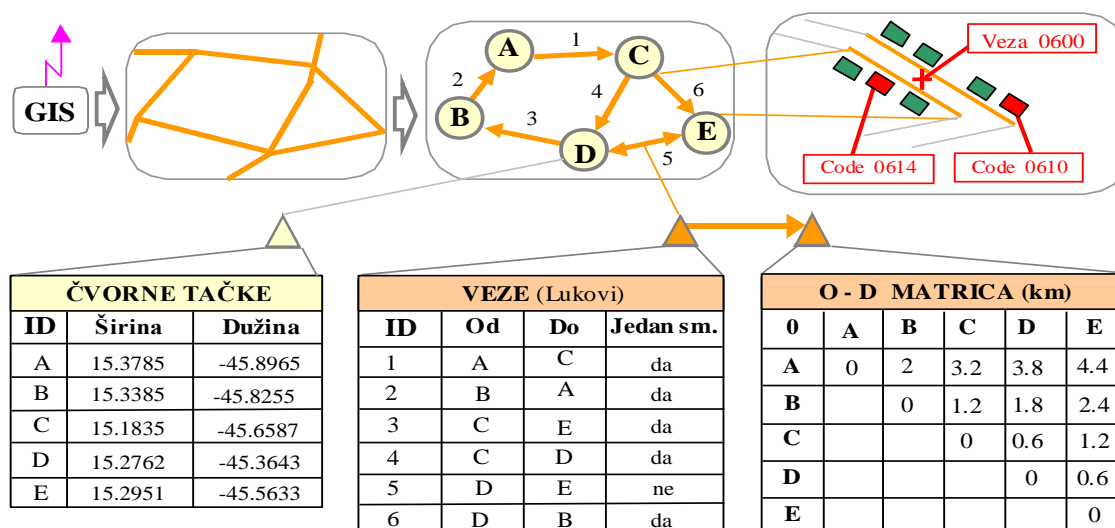 GIS
A
1
C
2
4
6
B
3
D
5
E
Veza 0600
Code 0614
Code 0610
ČVORNE TAČKE
ID Širina Dužina
A 15.3785 -45.8965
B 15.3385 -45.8255
C 15.1835 -45.6587
D 15.2762 -45.3643
E 15.2951 -45.5633
VEZE (Lukovi)
ID Od Do Jedan sm.
1 A C da
2 B A da
3 C E da
4 C D da
5 D E ne
6 D B da
O - D MATRICA (km)
0 A B C D E
A 0 2 3.2 3.8 4.4
B 0 1.2 1.8 2.4
C 0 0.6 1.2
D 0 0.6
E 0